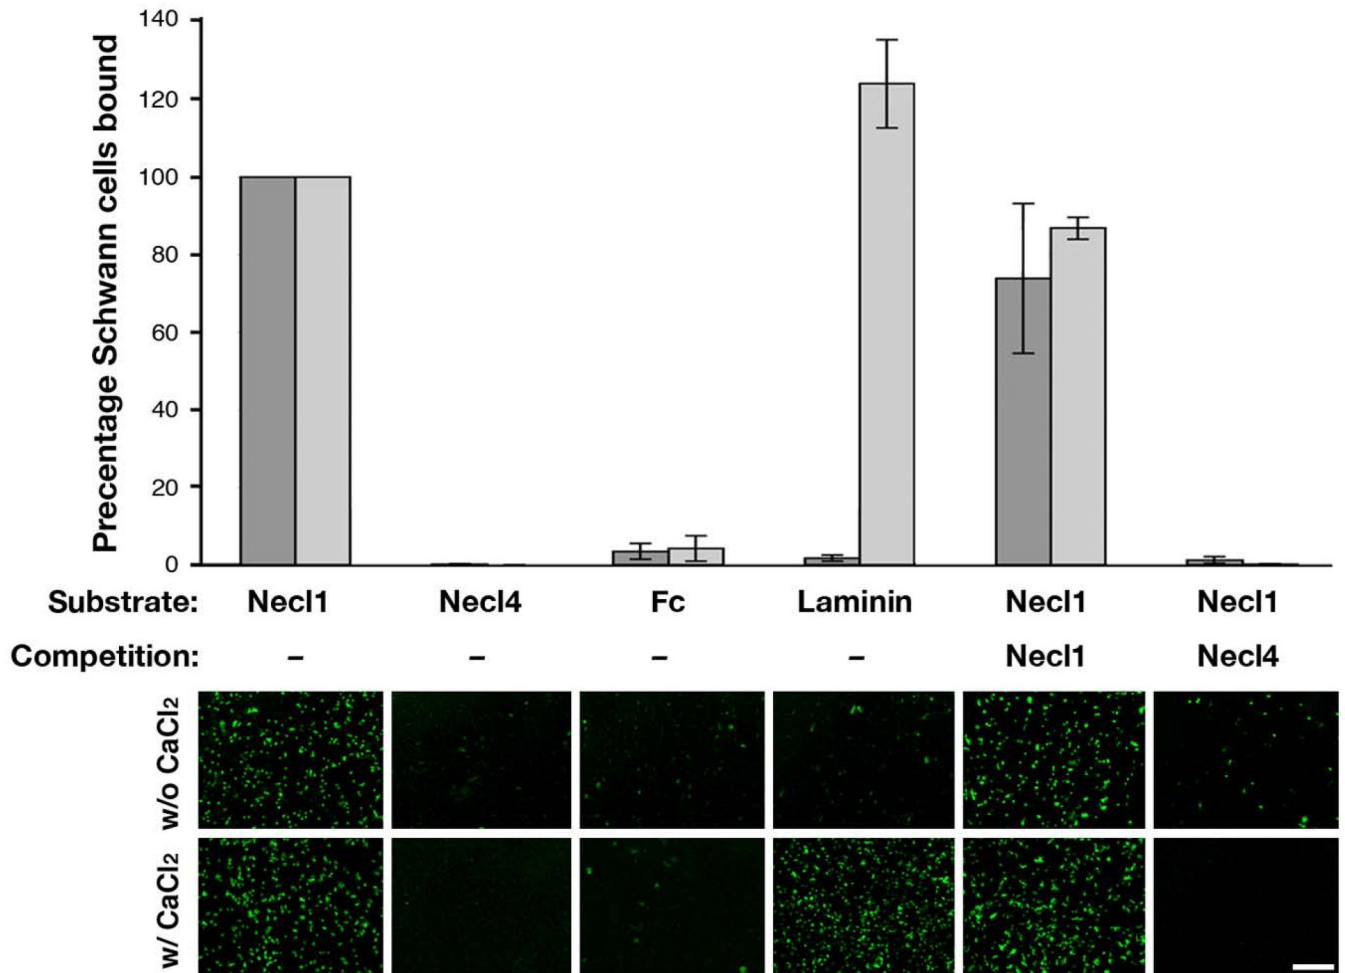 140
Precentage Schwann cells bound
120
100
80
60
40
20
0
Substrate: Necl1 Necl4 Fc Laminin Necl1 Necl1
Competition: – – – – Necl1 Necl4
w/o CaCl2
w/ CaCl2